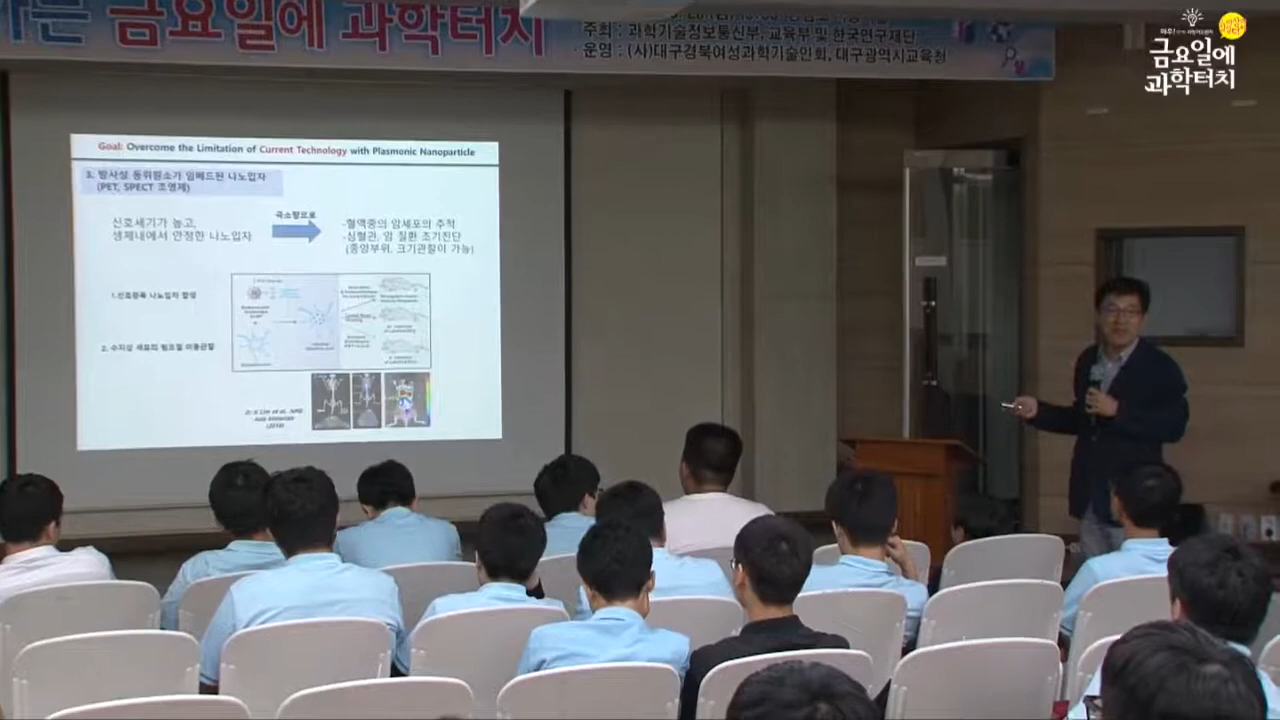 는 금요일에 과학터치
주최 : 과학기술정보통신부, 교육부 및 한국연구재단
운영 : (사)대구경북여성과학기술인회, 대구광역시교육청
금요일에
과학터치
Goal: Overcome the Limitation of Current Technology with Plasmonic Nanoparticle
3. 방사성 동위원소가 임베드된 나노입자
(PET, SPECT 조영제)
신호세기가 높고,
생체내에서 안정한 나노입자
극소량으로
-혈액중의 암세포의 추적
-심혈관, 암 질환 조기진단
(종양부위, 크기관찰이 가능)
1.신호증폭 나노입자 합성
2. 수지상 세포의 림프절 이동관찰